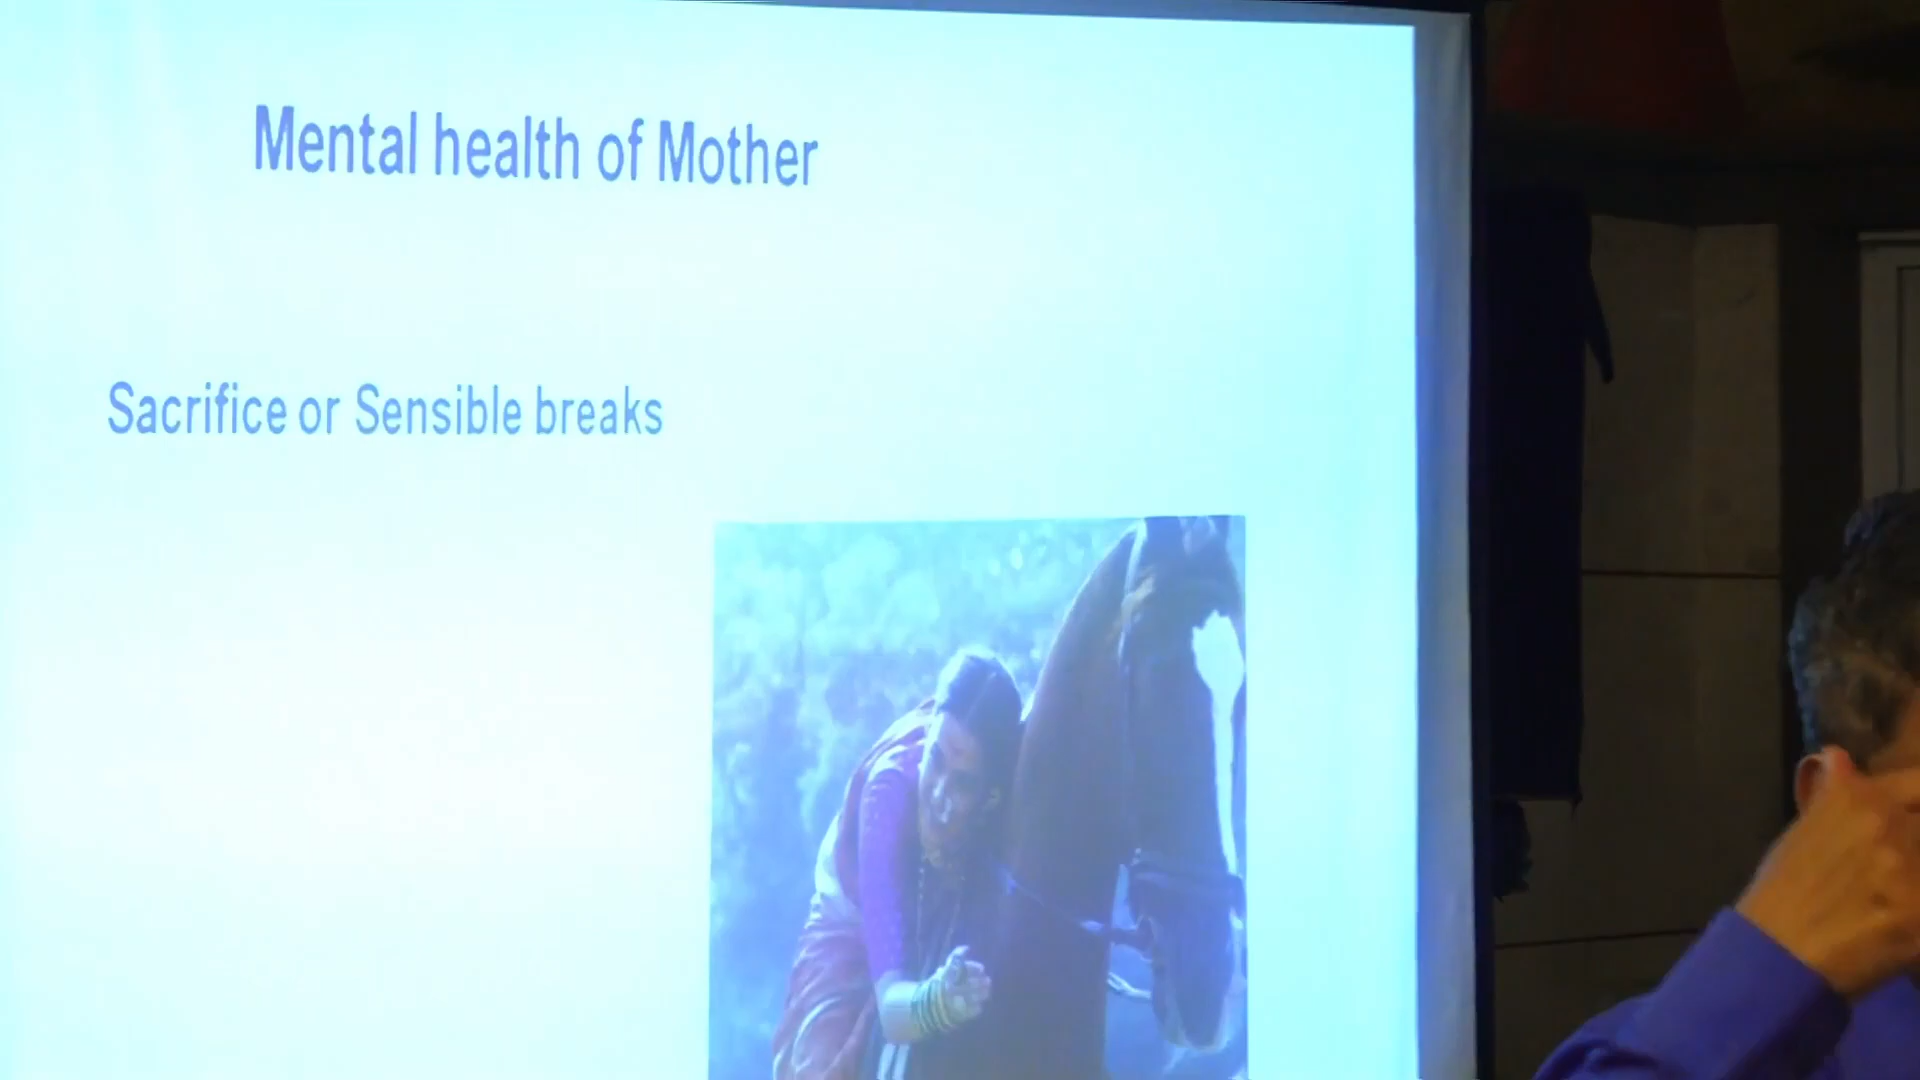 Mental health of Mother
Sacrifice or Sensible breaks